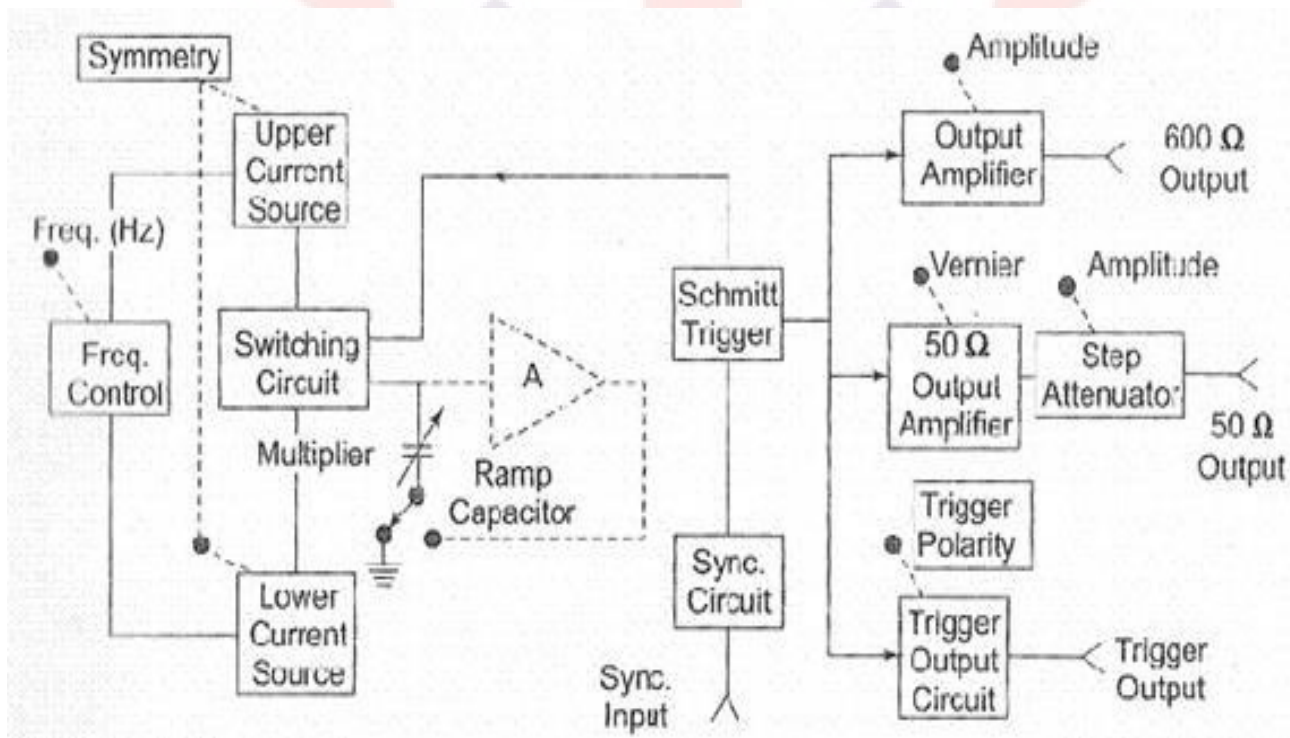 Symmetry
Upper
Current
Source
Freq. (Hz)
Freq.
Control
Switching
Circuit
Multiplier
A
Ramp
Capacitor
Lower
Current
Source
Schmitt
Trigger
Sync.
Circuit
Sync.
Input
Amplitude
Output
Amplifier
600 Ω
Output
Vernier
Amplitude
50 Ω
Output
Amplifier
Step
Attenuator
50 Ω
Output
Trigger
Polarity
Trigger
Output
Circuit
Trigger
Output